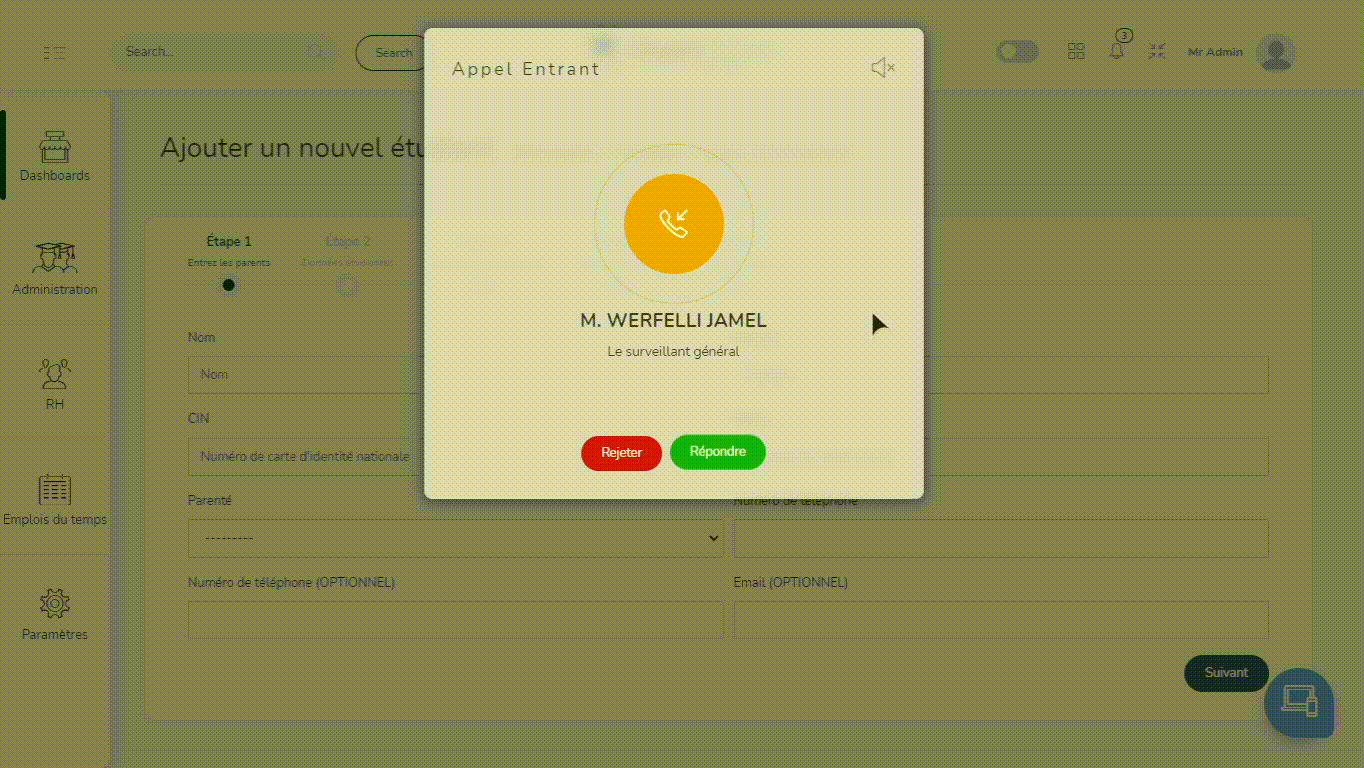 Search...
Search
Appel Entrant
3
Mr Admin
Dashboards
Administration
RH
Emplois du temps
Paramètres
Ajouter un nouvel étu
Étape 1
Entrez les parents
Étape 2
Données étudiantes
M. WERFELLI JAMEL
Le surveillant général
Rejeter
Répondre
Nom
Nom
CIN
Numéro de carte d'identité nationale
Parenté
Numéro de téléphone
---------
Numéro de téléphone (OPTIONNEL)
Email (OPTIONNEL)
Suivant